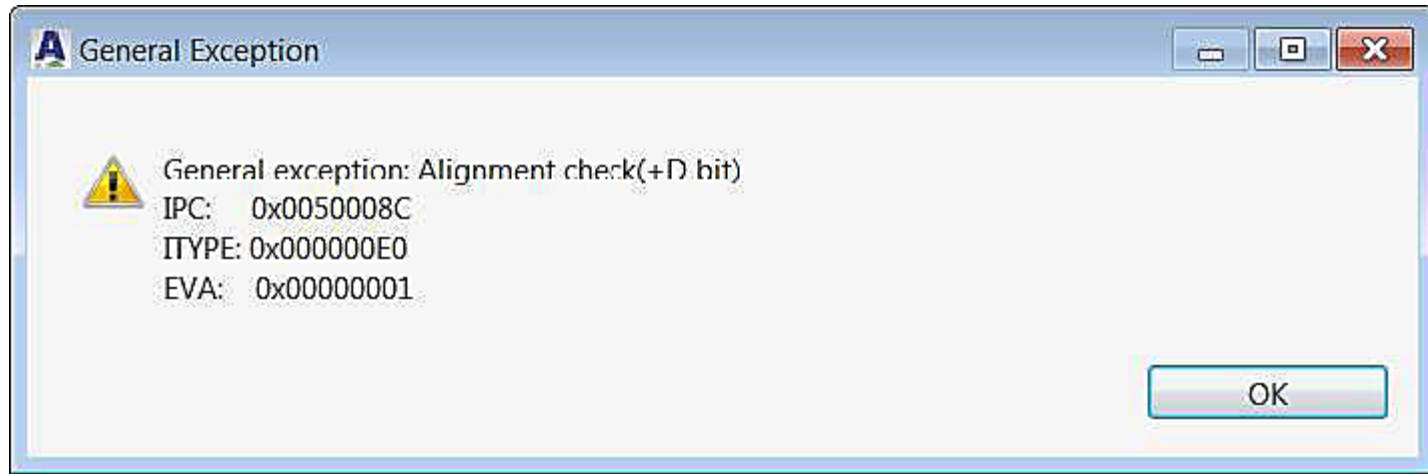 General Exception
General exception: Alignment check(+D bit)
IPC: 0x0050008C
ITYPE: 0x000000E0
EVA: 0x00000001
OK